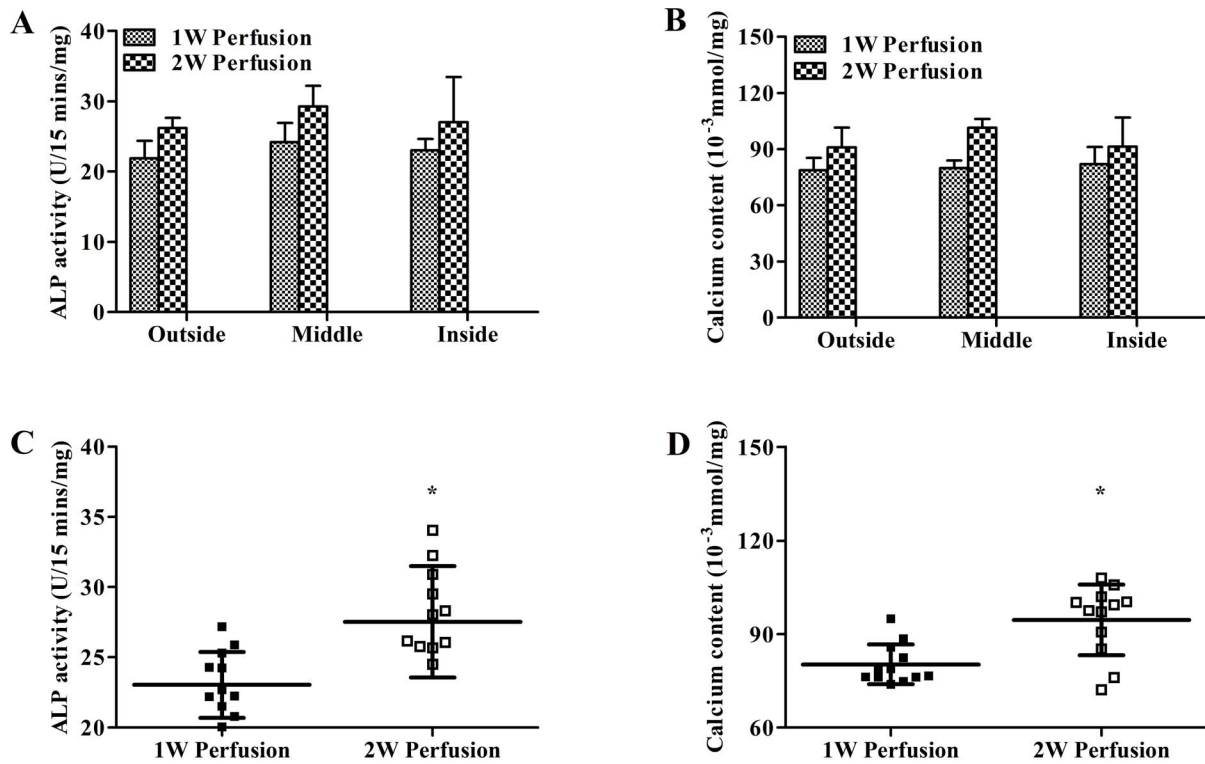 A
ALP activity (U/15 mins/mg)
40
30
20
10
0
1W Perfusion
2W Perfusion
Outside Middle Inside
B
Calcium content (10⁻³mmol/mg)
150
120
90
60
30
0
1W Perfusion
2W Perfusion
Outside Middle Inside
C
ALP activity (U/15 mins/mg)
40
35
30
25
20
*
1W Perfusion 2W Perfusion
D
Calcium content (10⁻³mmol/mg)
150
120
90
60
*
1W Perfusion 2W Perfusion